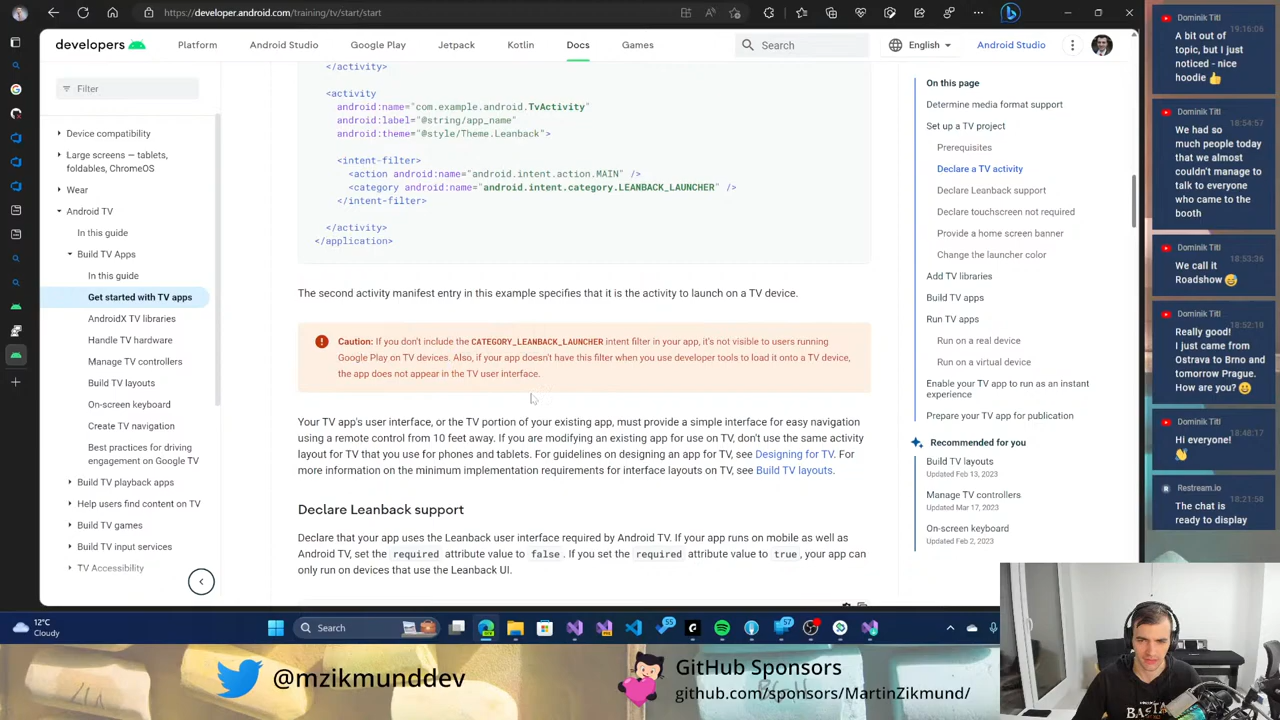 https://developer.android.com/training/tv/start/start
developers
Platform
Android Studio
Google Play
Jetpack
Kotlin
Docs
Games
Search
English
Android Studio
Filter
Device compatibility
Large screens — tablets,
foldables, ChromeOS
Wear
Android TV
In this guide
Build TV Apps
In this guide
Get started with TV apps
AndroidX TV libraries
Handle TV hardware
Manage TV controllers
Build TV layouts
On-screen keyboard
Create TV navigation
Best practices for driving
engagement on Google TV
Build TV playback apps
Help users find content on TV
Build TV games
Build TV input services
TV Accessibility
</activity>
<activity
android:name="com.example.android.TvActivity"
android:label="@string/app_name"
android:theme="@style/Theme.Leanback">
<intent-filter>
<action android:name="android.intent.action.MAIN" />
<category android:name="android.intent.category.LEANBACK_LAUNCHER" />
</intent-filter>
</activity>
</application>
The second activity manifest entry in this example specifies that it is the activity to launch on a TV device.
Caution: If you don't include the CATEGORY_LEANBACK_LAUNCHER intent filter in your app, it's not visible to users running
Google Play on TV devices. Also, if your app doesn't have this filter when you use developer tools to load it onto a TV device,
the app does not appear in the TV user interface.
Your TV app's user interface, or the TV portion of your existing app, must provide a simple interface for easy navigation
using a remote control from 10 feet away. If you are modifying an existing app for use on TV, don't use the same activity
layout for TV that you use for phones and tablets. For guidelines on designing an app for TV, see Designing for TV. For
more information on the minimum implementation requirements for interface layouts on TV, see Build TV layouts.
Declare Leanback support
Declare that your app uses the Leanback user interface required by Android TV. If your app runs on mobile as well as
Android TV, set the required attribute value to false. If you set the required attribute value to true, your app can
only run on devices that use the Leanback UI.
On this page
Determine media format support
Set up a TV project
Prerequisites
Declare a TV activity
Declare Leanback support
Declare touchscreen not required
Provide a home screen banner
Change the launcher color
Add TV libraries
Build TV apps
Run TV apps
Run on a real device
Run on a virtual device
Enable your TV app to run as an instant
experience
Prepare your TV app for publication
Recommended for you
Build TV layouts
Updated Feb 13, 2023
Manage TV controllers
Updated Mar 17, 2023
On-screen keyboard
Updated Feb 2, 2023
Dominik Titl
19:16:06
A bit out of
topic, but I just
noticed - nice
hoodie 👍
Dominik Titl
18:54:57
We had so
much people today
that we almost
couldn't manage to
talk to everyone
who came to the
booth
Dominik Titl
18:53:36
We call it
Roadshow 😅
Dominik Titl
18:52:10
Really good!
I just came from
Ostrava to Brno and
tomorrow Prague.
How are you? 😀
Dominik Titl
18:48:17
Hi everyone!
👋
Restream.io
18:21:58
The chat is
ready to display
12°C
Cloudy
Search
55
57
@mzikmunddev
GitHub Sponsors
github.com/sponsors/MartinZikmund/